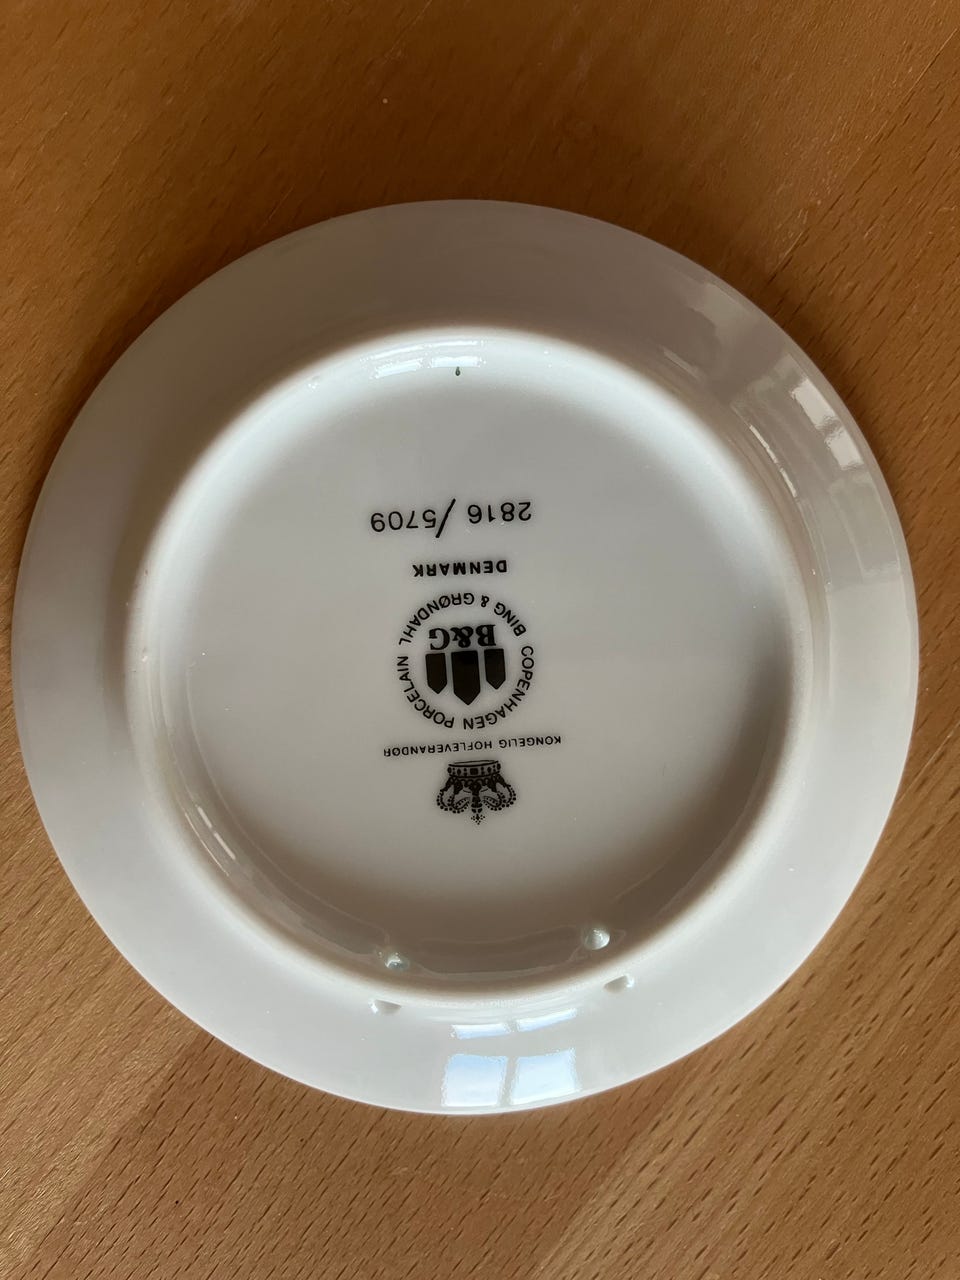 KONGELIG HOFLEVERANDØR
COPENHAGEN PORCELAIN
B&G
BING & GRØNDAHL
DENMARK
2816/5709